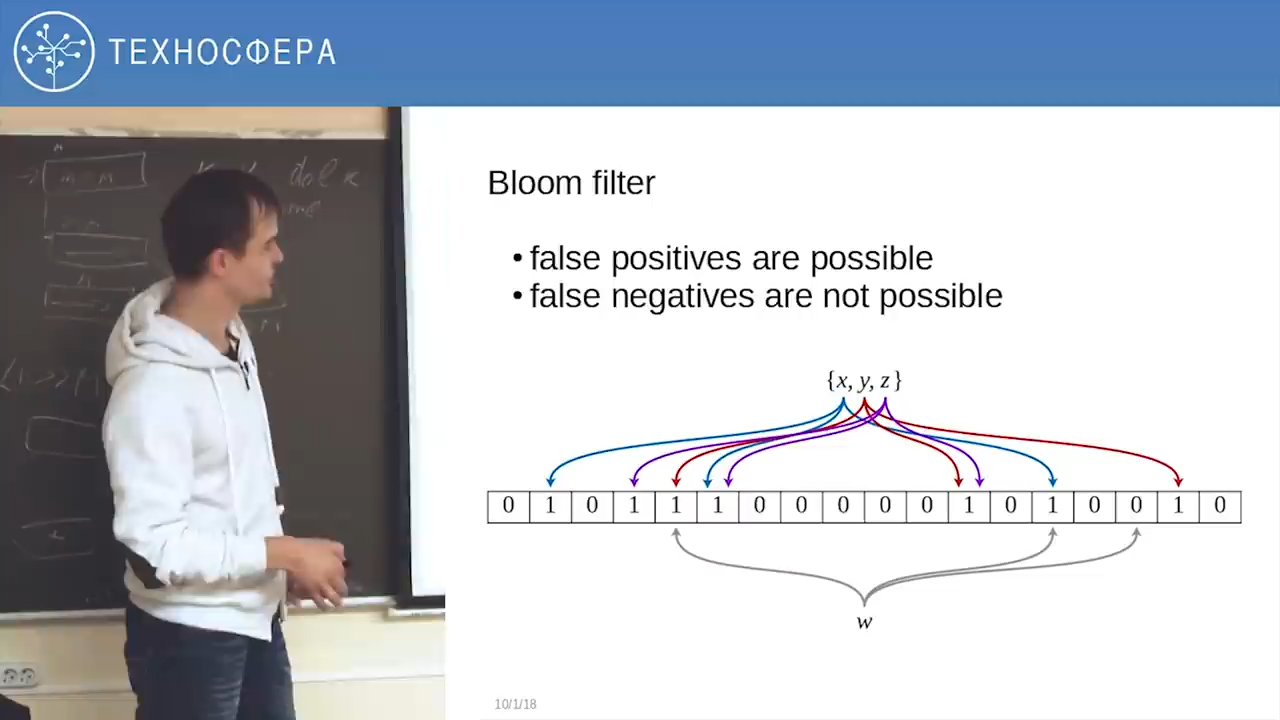 ТЕХНОСФЕРА
Bloom filter
• false positives are possible
• false negatives are not possible
{x, y, z}
0 1 0 1 1 1 0 0 0 0 0 1 0 1 0 0 1 0
w
10/1/18